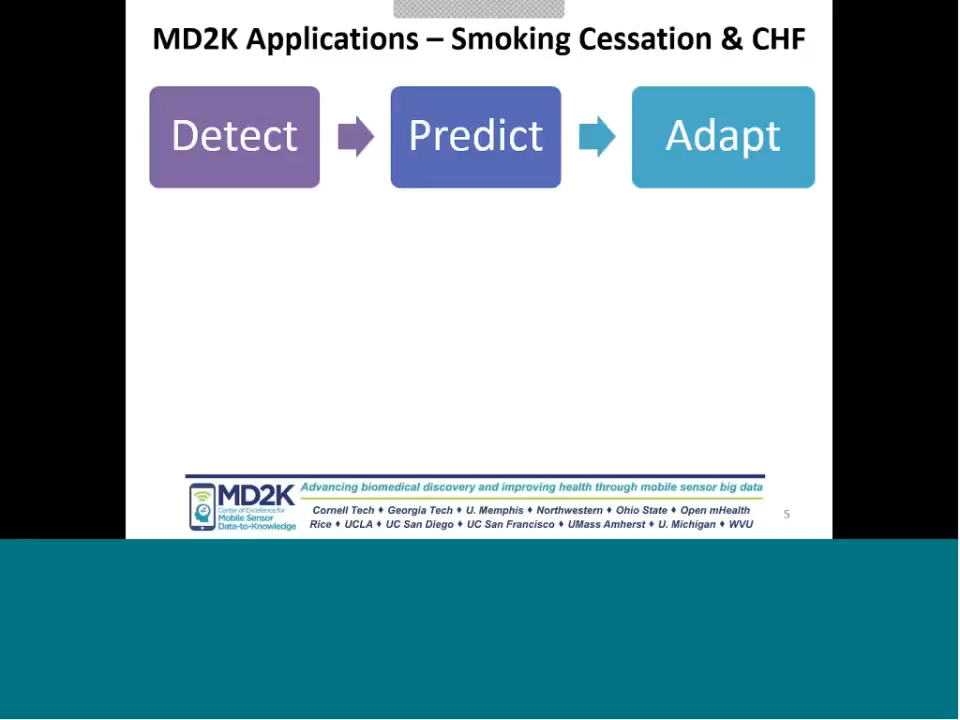 MD2K Applications – Smoking Cessation & CHF
Detect
Predict
Adapt
MD2K
Center of Excellence for
Mobile Sensor
Data-to-Knowledge
Advancing biomedical discovery and improving health through mobile sensor big data
Cornell Tech ♦ Georgia Tech ♦ U. Memphis ♦ Northwestern ♦ Ohio State ♦ Open mHealth
Rice ♦ UCLA ♦ UC San Diego ♦ UC San Francisco ♦ UMass Amherst ♦ U. Michigan ♦ WVU
5